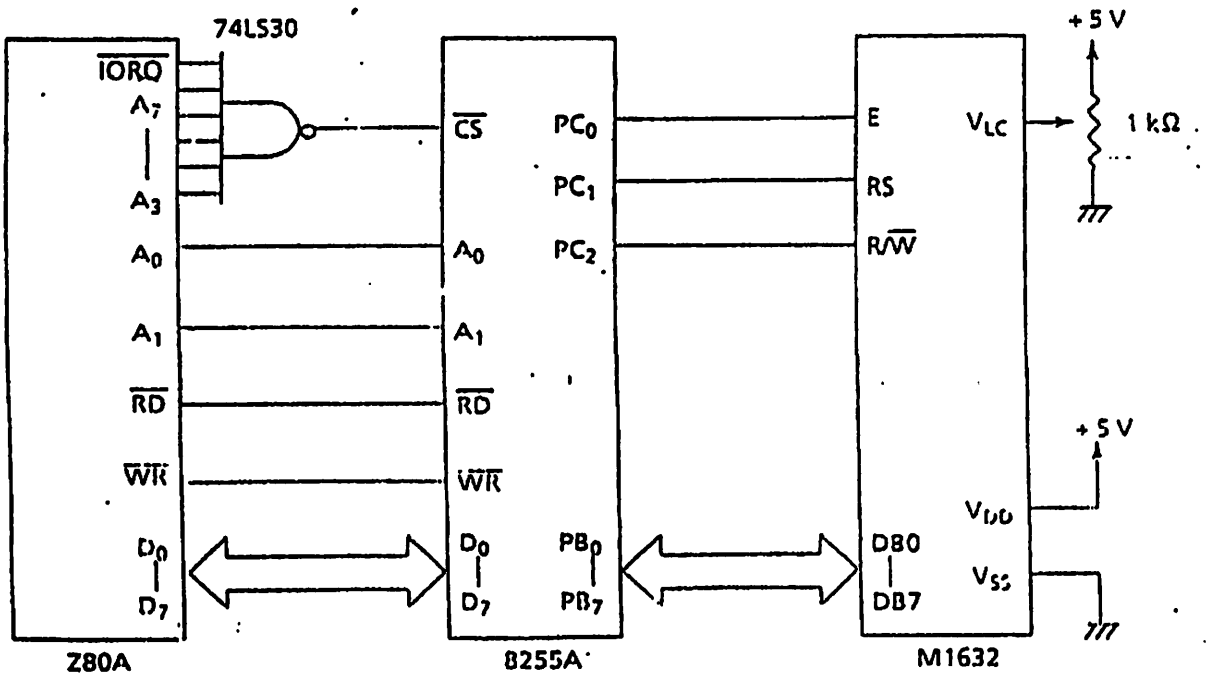 74LS30
+ 5 V
IORQ
A7
A3
A0
A1
RD
WR
D0
D7
Z80A
CS
A0
A1
RD
WR
D0
D7
PC0
PC1
PC2
PB0
PB7
8255A
E
RS
R/W
DB0
DB7
VLC
VDD
VSS
M1632
1 kΩ
+ 5 V